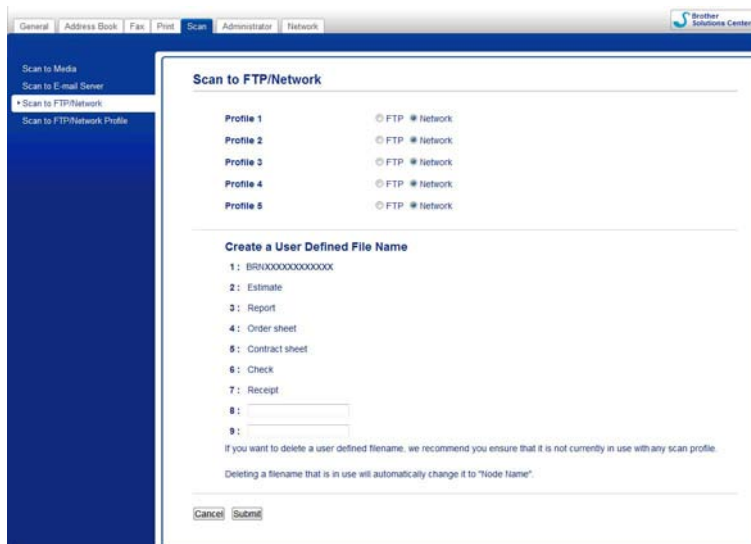 General Address Book Fax Print Scan Administrator Network
Brother
Solutions Center
Scan to Media
Scan to E-mail Server
Scan to FTP/Network
Scan to FTP/Network Profile
Scan to FTP/Network
Profile 1 FTP Network
Profile 2 FTP Network
Profile 3 FTP Network
Profile 4 FTP Network
Profile 5 FTP Network
Create a User Defined File Name
1 : BRNXXXXXXXXXXXX
2 : Estimate
3 : Report
4 : Order sheet
5 : Contract sheet
6 : Check
7 : Receipt
8 :
9 :
If you want to delete a user defined filename, we recommend you ensure that it is not currently in use with any scan profile.
Deleting a filename that is in use will automatically change it to "Node Name".
Cancel Submit